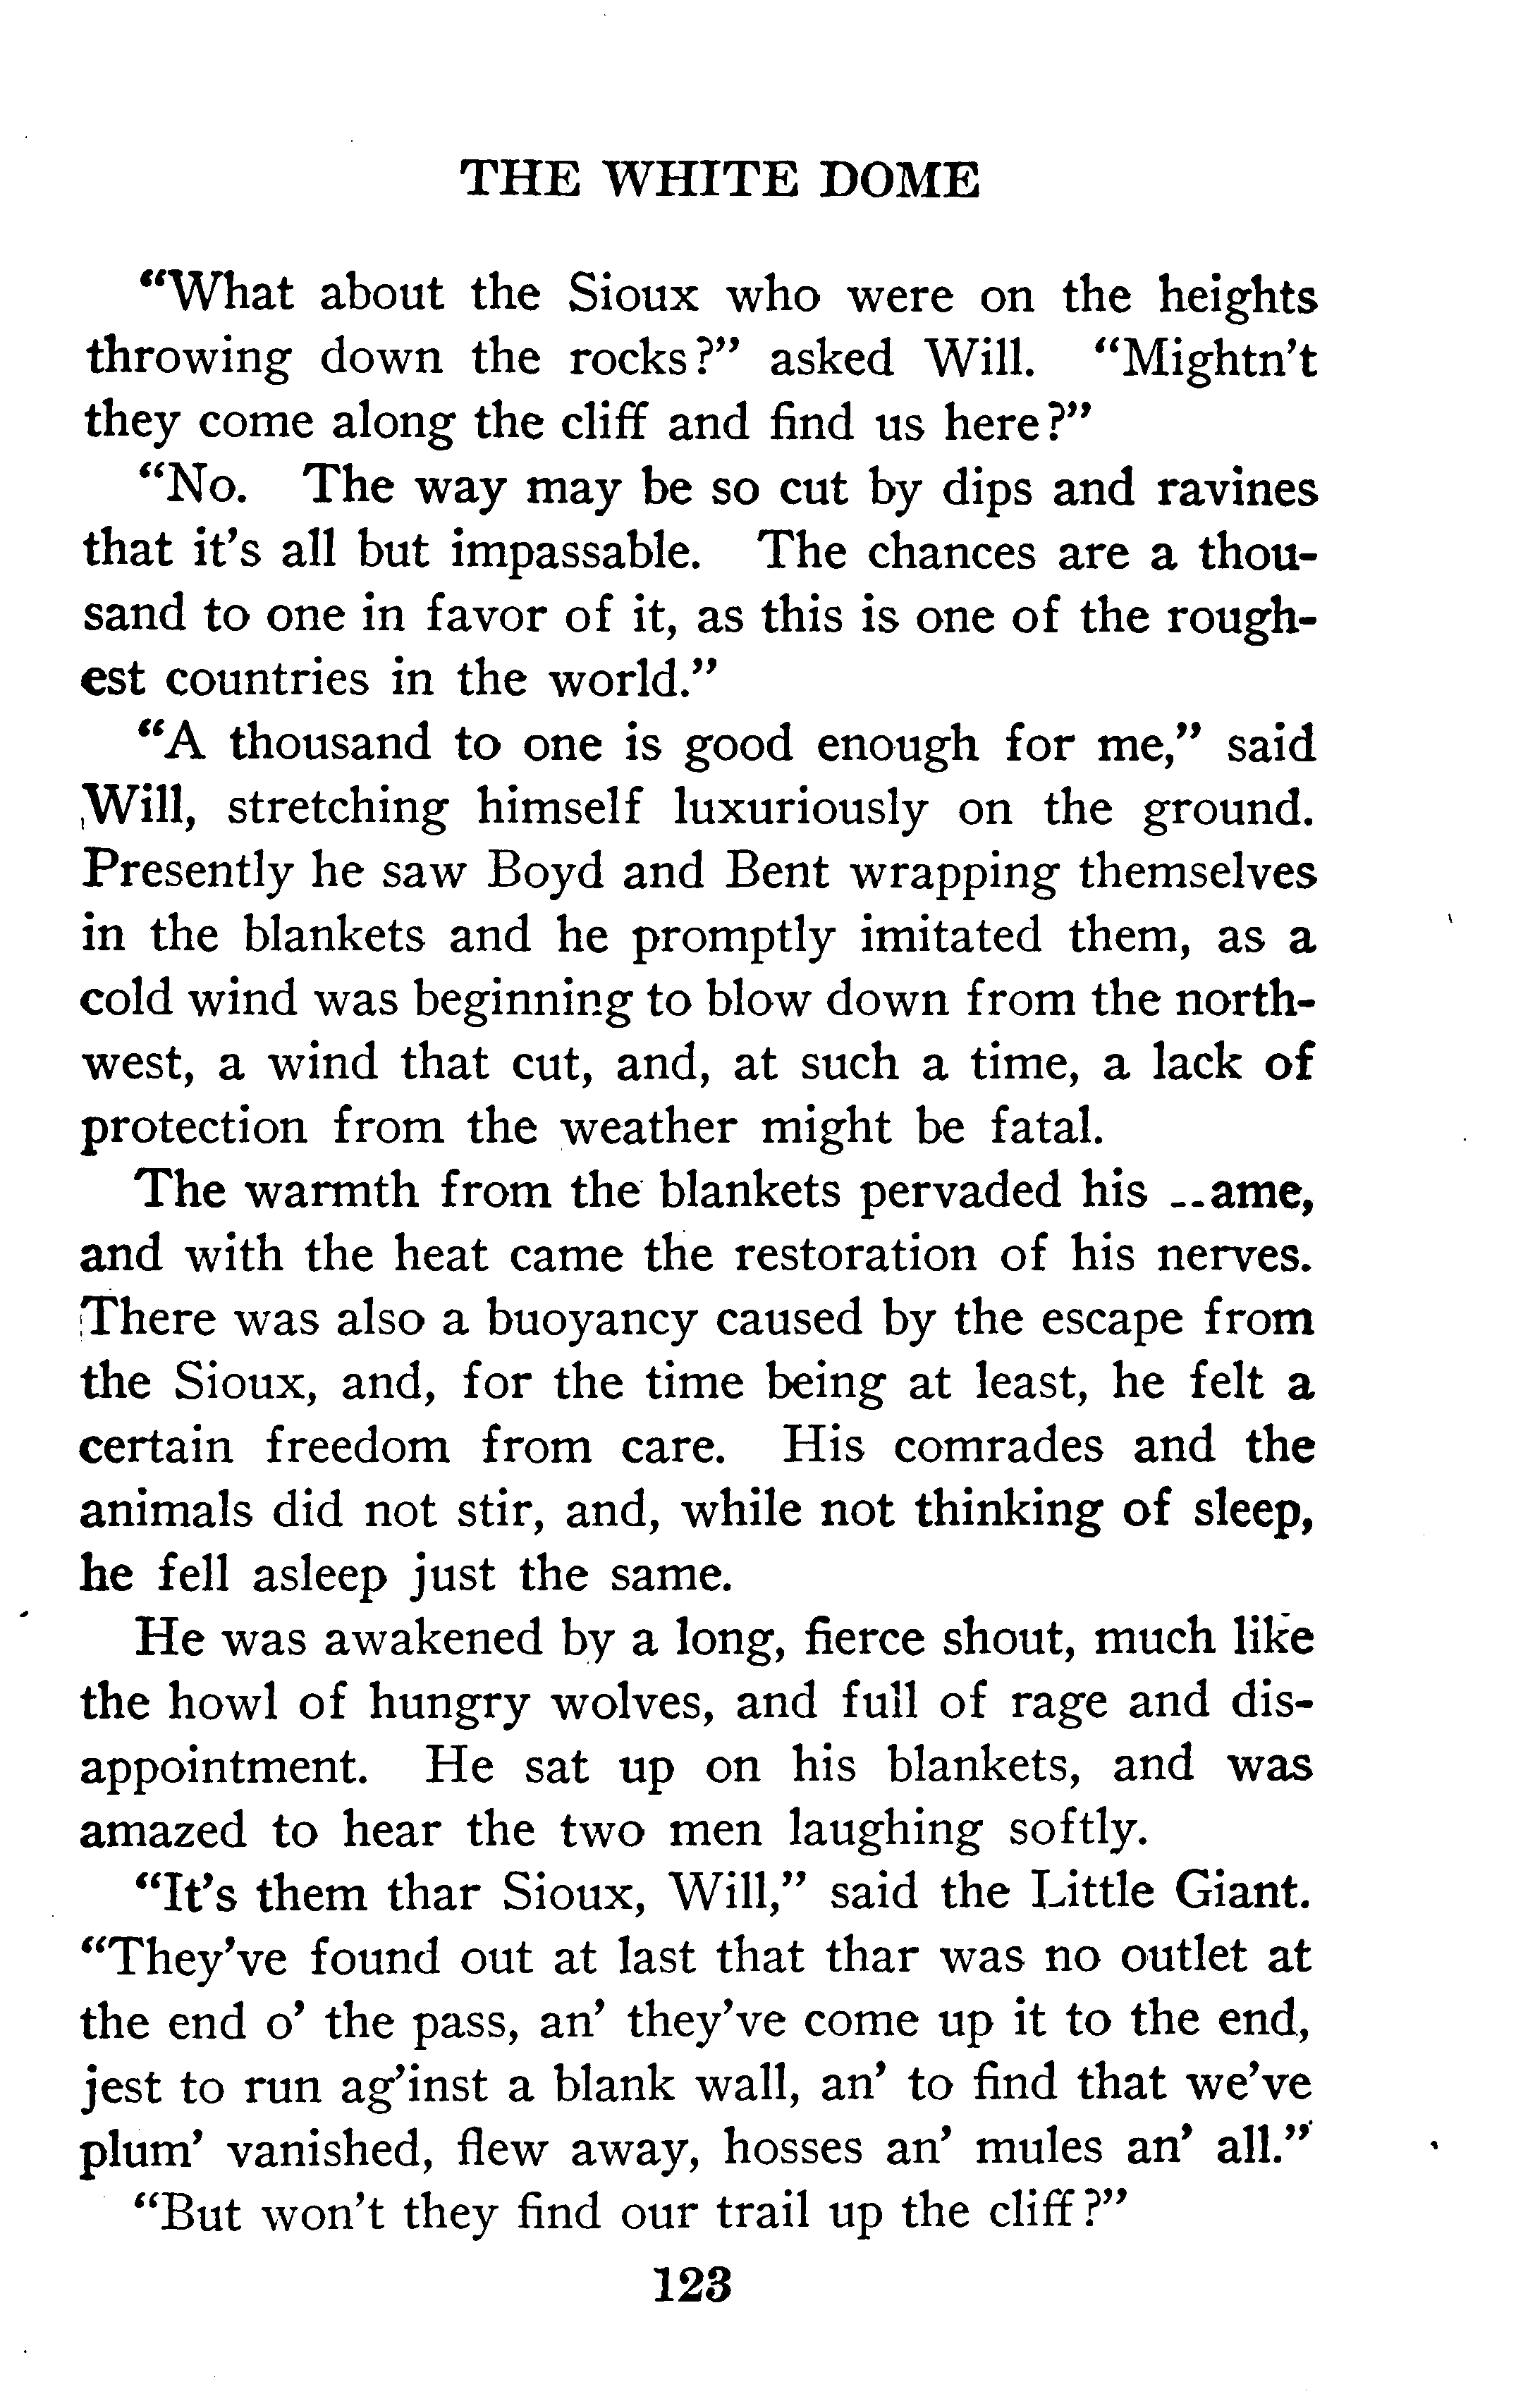 THE WHITE DOME
“What about the Sioux who were on the heights
throwing down the rocks?” asked Will. “Mightn’t
they come along the cliff and find us here?”
“No. The way may be so cut by dips and ravines
that it’s all but impassable. The chances are a thou-
sand to one in favor of it, as this is one of the rough-
est countries in the world.”
“A thousand to one is good enough for me,” said
Will, stretching himself luxuriously on the ground.
Presently he saw Boyd and Bent wrapping themselves
in the blankets and he promptly imitated them, as a
cold wind was beginning to blow down from the north-
west, a wind that cut, and, at such a time, a lack of
protection from the weather might be fatal.
The warmth from the blankets pervaded his ame,
and with the heat came the restoration of his nerves.
There was also a buoyancy caused by the escape from
the Sioux, and, for the time being at least, he felt a
certain freedom from care. His comrades and the
animals did not stir, and, while not thinking of sleep,
he fell asleep just the same.
He was awakened by a long, fierce shout, much like
the howl of hungry wolves, and full of rage and dis-
appointment. He sat up on his blankets, and was
amazed to hear the two men laughing softly.
“It’s them thar Sioux, Will,” said the Little Giant.
“They’ve found out at last that thar was no outlet at
the end o’ the pass, an’ they’ve come up it to the end,
jest to run ag’inst a blank wall, an’ to find that we’ve
plum’ vanished, flew away, hosses an’ mules an’ all.”
“But won’t they find our trail up the cliff?”
123